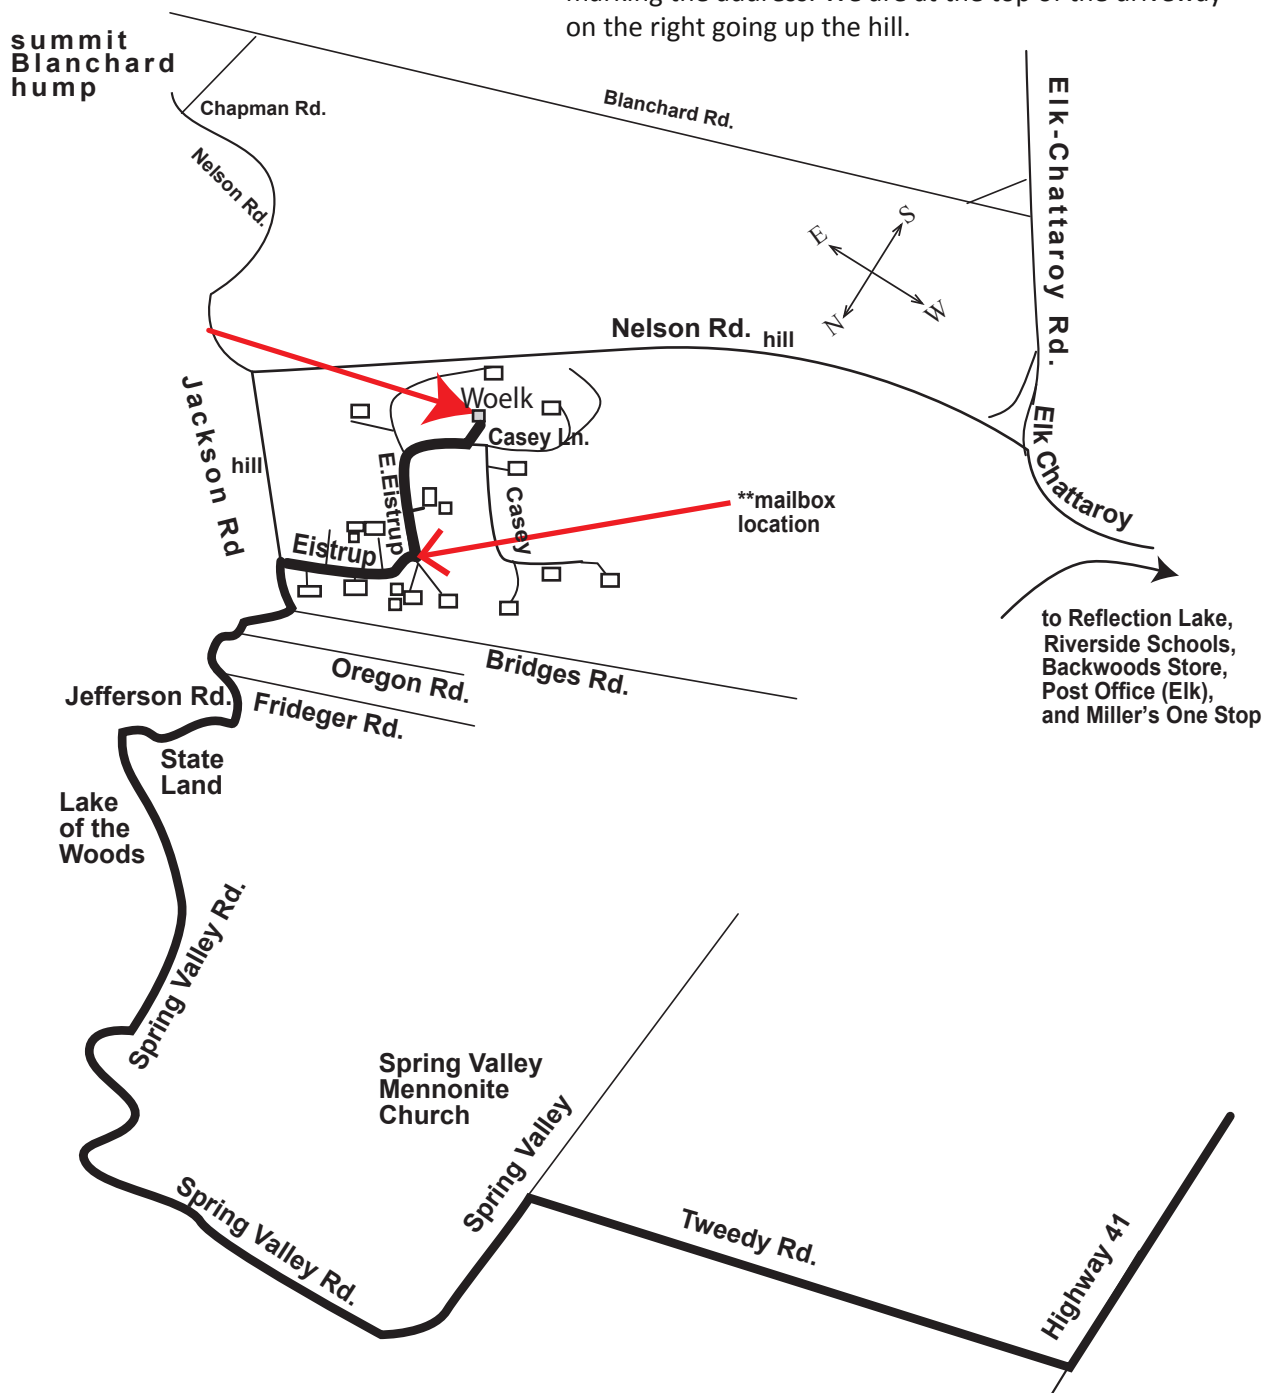 on the right going up the hill.
summit
Blanchard
hump
Chapman Rd.
Blanchard Rd.
Elk-Chattaroy Rd.
Nelson Rd.
E
S
N
W
Nelson Rd.
hill
Jackson Rd
hill
Woelk
Casey Ln.
E.Eistrup
Casey
**mailbox
location
Elk Chattaroy
Eistrup
to Reflection Lake,
Riverside Schools,
Backwoods Store,
Post Office (Elk),
and Miller's One Stop
Bridges Rd.
Oregon Rd.
Jefferson Rd.
Frideger Rd.
State
Land
Lake
of the
Woods
Spring Valley Rd.
Spring Valley
Mennonite
Church
Spring Valley
Spring Valley Rd.
Tweedy Rd.
Highway 41